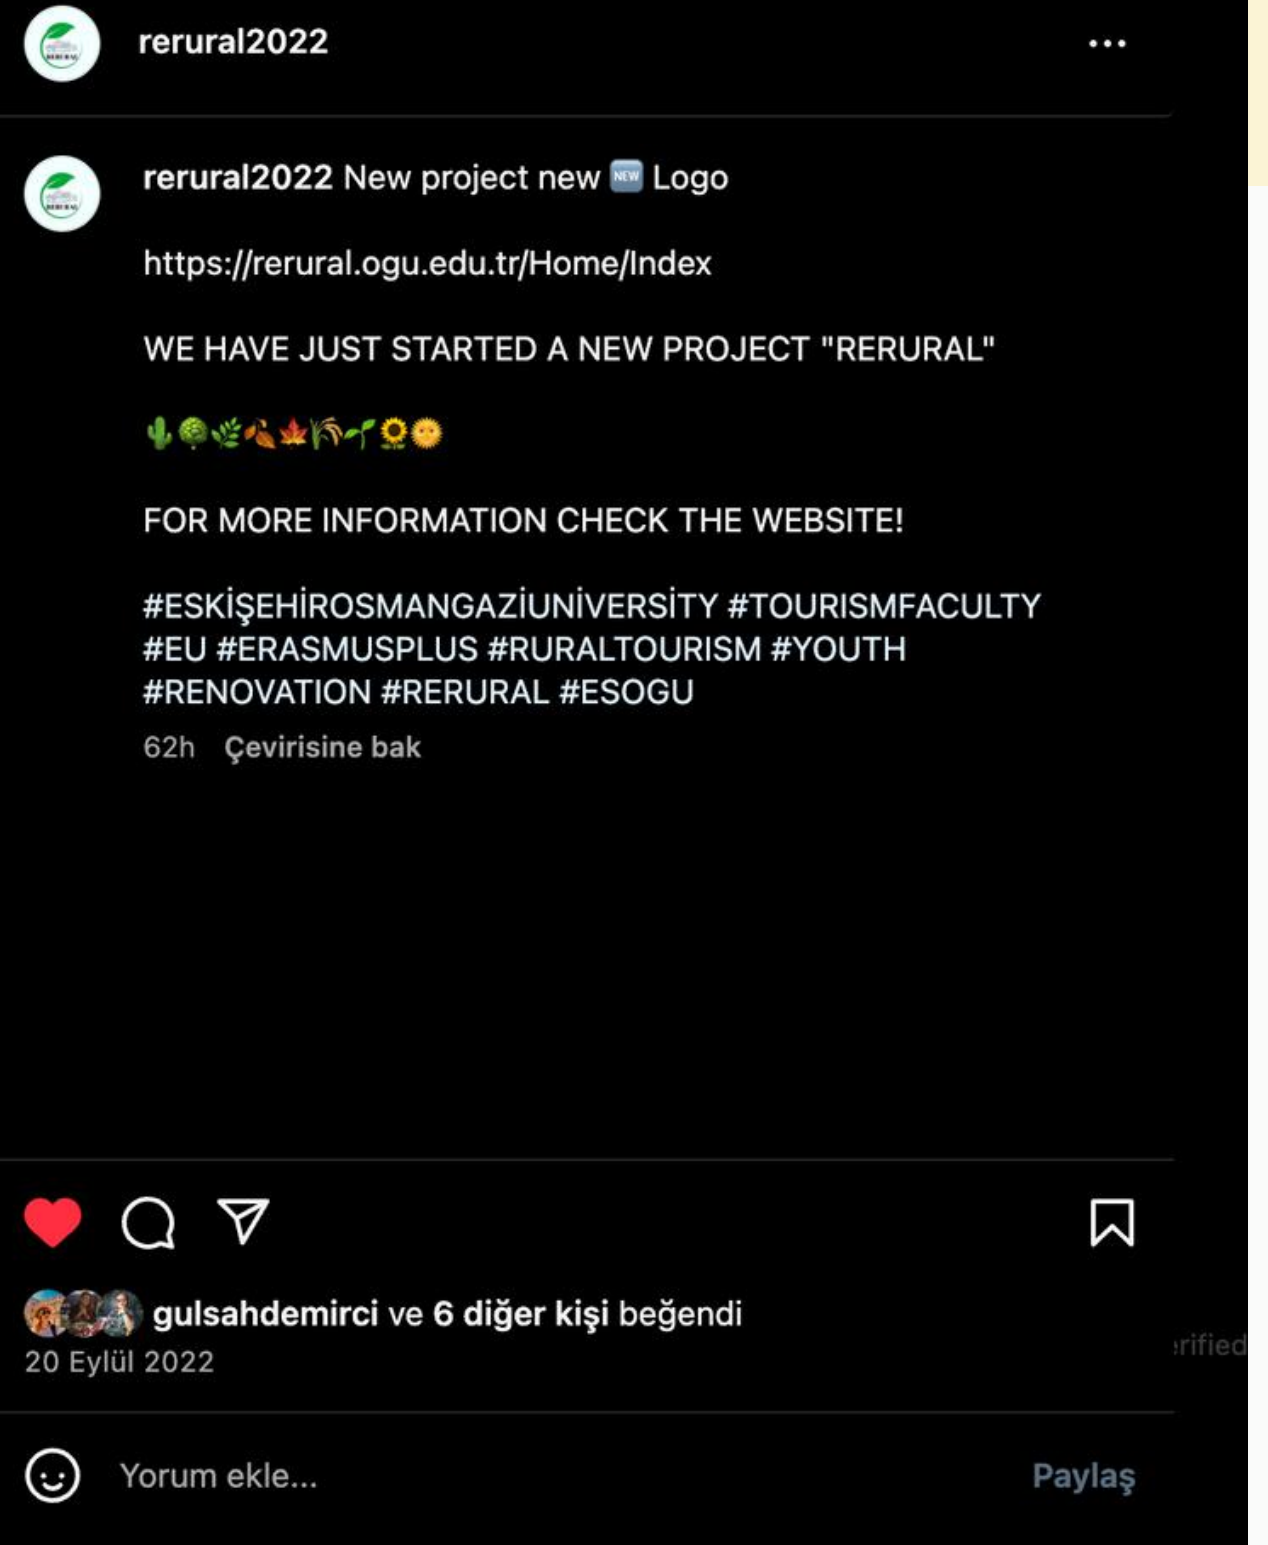 rerural2022
rerural2022 New project new 🆕 Logo
https://rerural.ogu.edu.tr/Home/Index
WE HAVE JUST STARTED A NEW PROJECT "RERURAL"
🌵🌳🌿🍂🍁🌾🌱🌻🌞
FOR MORE INFORMATION CHECK THE WEBSITE!
#ESKİŞEHİROSMANGAZİUNİVERSİTY #TOURISMFACULTY
#EU #ERASMUSPLUS #RURALTOURISM #YOUTH
#RENOVATION #RERURAL #ESOGU
62h Çevirisine bak
gulsahdemirci ve 6 diğer kişi beğendi
20 Eylül 2022
erified
Yorum ekle...
Paylaş